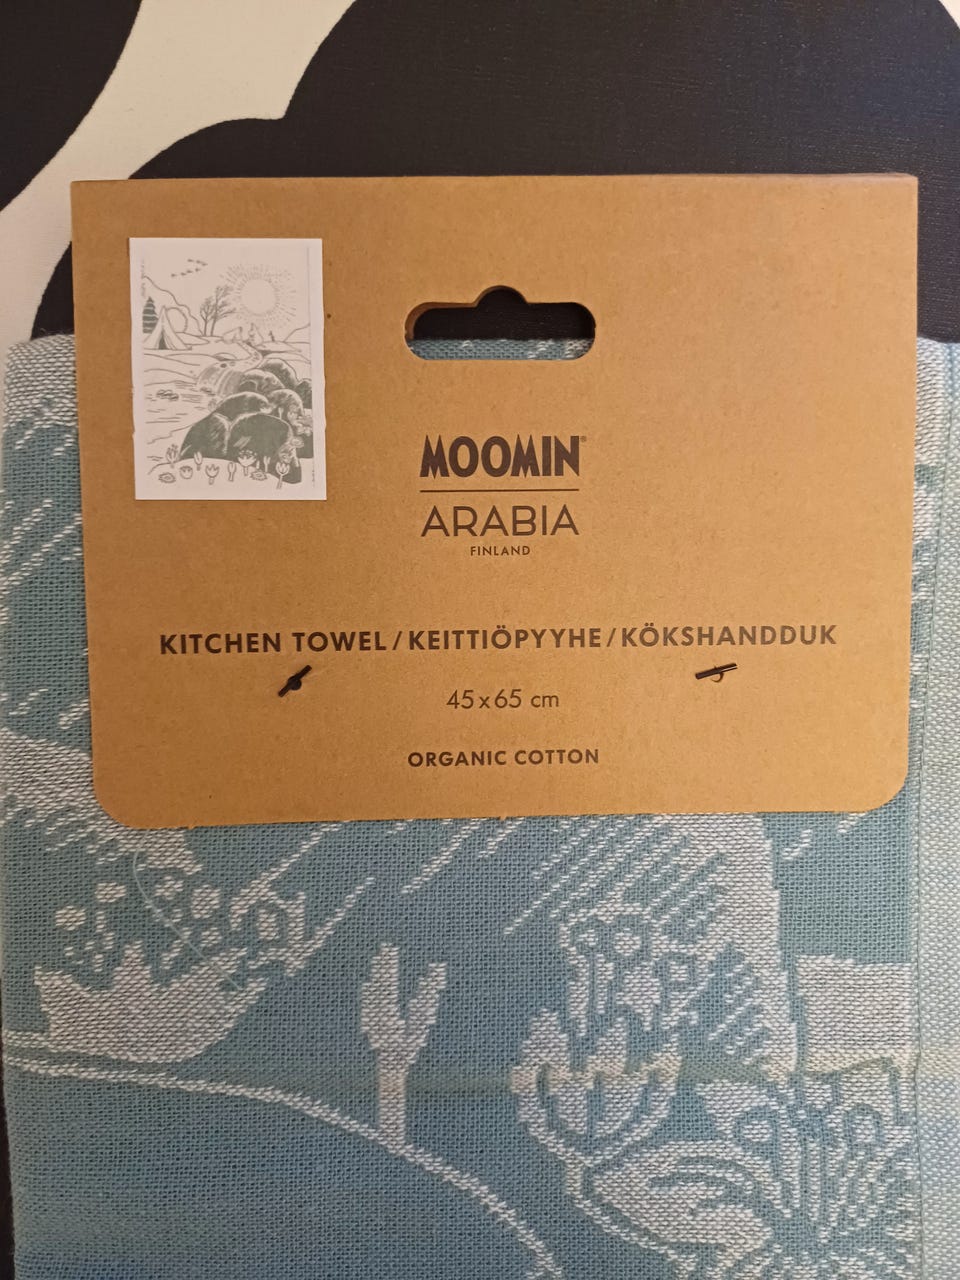 MOOMIN®
ARABIA
FINLAND
KITCHEN TOWEL/KEITTIÖPYYHE/KÖKSHANDDUK
45 x 65 cm
ORGANIC COTTON